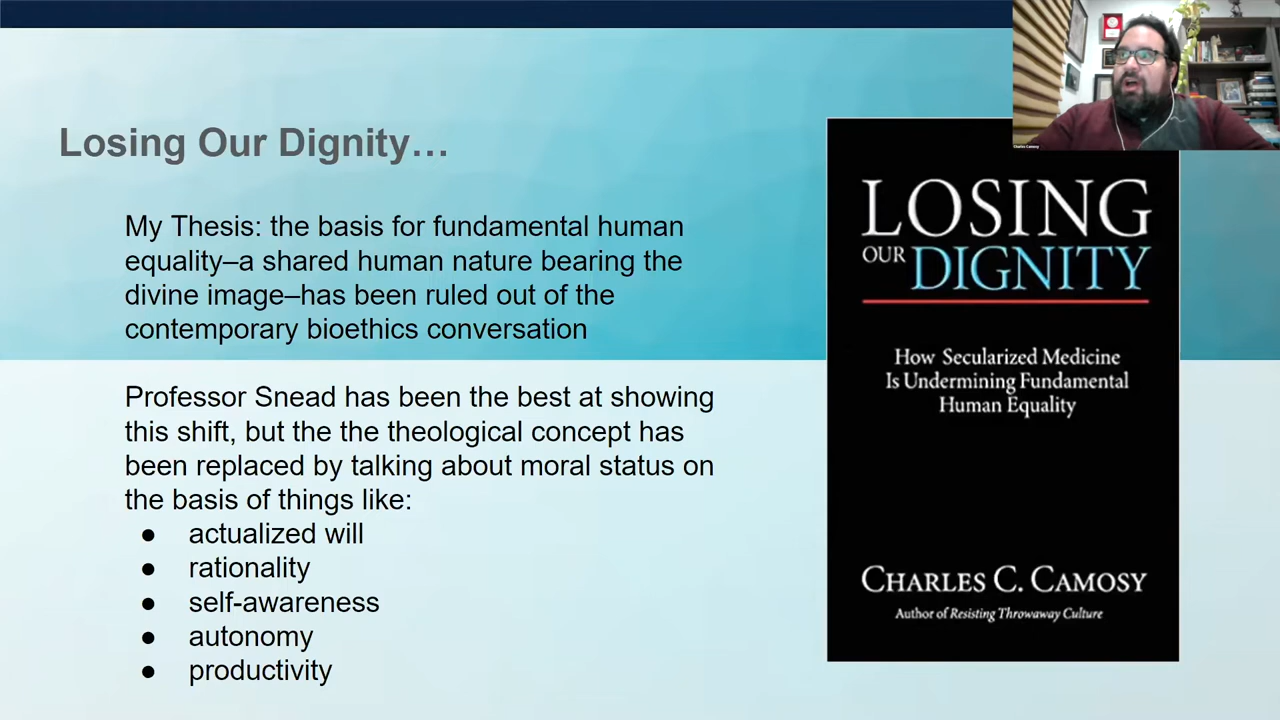 Losing Our Dignity…
My Thesis: the basis for fundamental human
equality–a shared human nature bearing the
divine image–has been ruled out of the
contemporary bioethics conversation
Professor Snead has been the best at showing
this shift, but the the theological concept has
been replaced by talking about moral status on
the basis of things like:
● actualized will
● rationality
● self-awareness
● autonomy
● productivity
Charles Camosy
LOSING
OUR DIGNITY
How Secularized Medicine
Is Undermining Fundamental
Human Equality
CHARLES C. CAMOSY
Author of Resisting Throwaway Culture